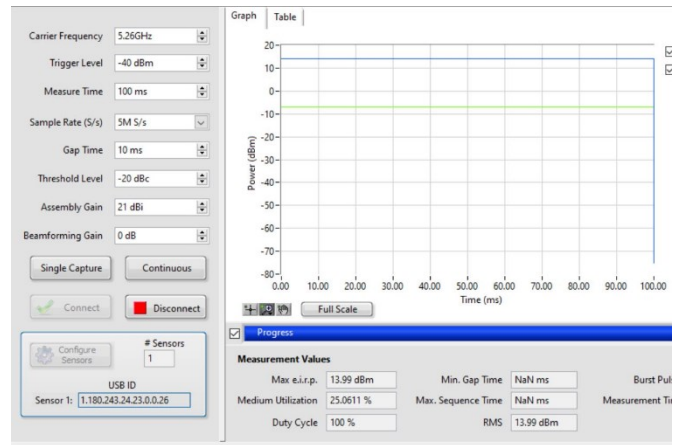 Graph Table
Carrier Frequency 5.26GHz
Trigger Level -40 dBm
Measure Time 100 ms
Sample Rate (S/s) 5M S/s
Gap Time 10 ms
Threshold Level -20 dBc
Assembly Gain 21 dBi
Beamforming Gain 0 dB
Single Capture Continuous
Connect Disconnect
Configure Sensors
# Sensors
1
USB ID
Sensor 1: 1.180.243.24.23.0.0.26
Power (dBm)
20
10
0
-10
-20
-30
-40
-50
-60
-70
-80
0.00 10.00 20.00 30.00 40.00 50.00 60.00 70.00 80.00 90.00 100.00
Time (ms)
Full Scale
Progress
Measurement Values
Max e.i.r.p. 13.99 dBm Min. Gap Time NaN ms Burst Pul
Medium Utilization 25.0611 % Max. Sequence Time NaN ms Measurement Ti
Duty Cycle 100 % RMS 13.99 dBm